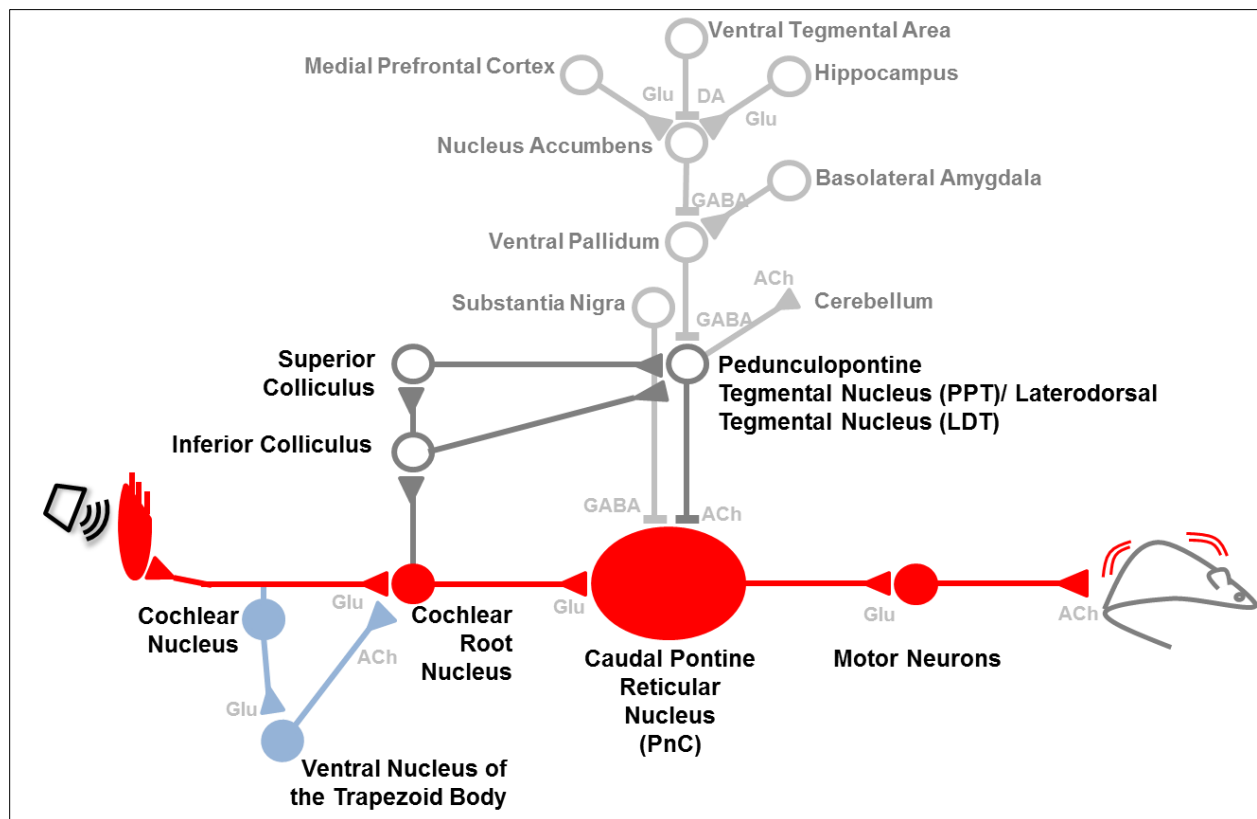 Ventral Tegmental Area
Medial Prefrontal Cortex
Hippocampus
Glu
DA
Glu
Nucleus Accumbens
Basolateral Amygdala
GABA
Ventral Pallidum
ACh
Substantia Nigra
Cerebellum
GABA
Superior
Colliculus
Pedunculopontine
Tegmental Nucleus (PPT)/ Laterodorsal
Tegmental Nucleus (LDT)
Inferior Colliculus
GABA
ACh
Glu
Glu
Glu
ACh
Cochlear
Nucleus
Cochlear
Root
Nucleus
ACh
Caudal Pontine
Reticular
Nucleus
(PnC)
Motor Neurons
Glu
Ventral Nucleus of
the Trapezoid Body